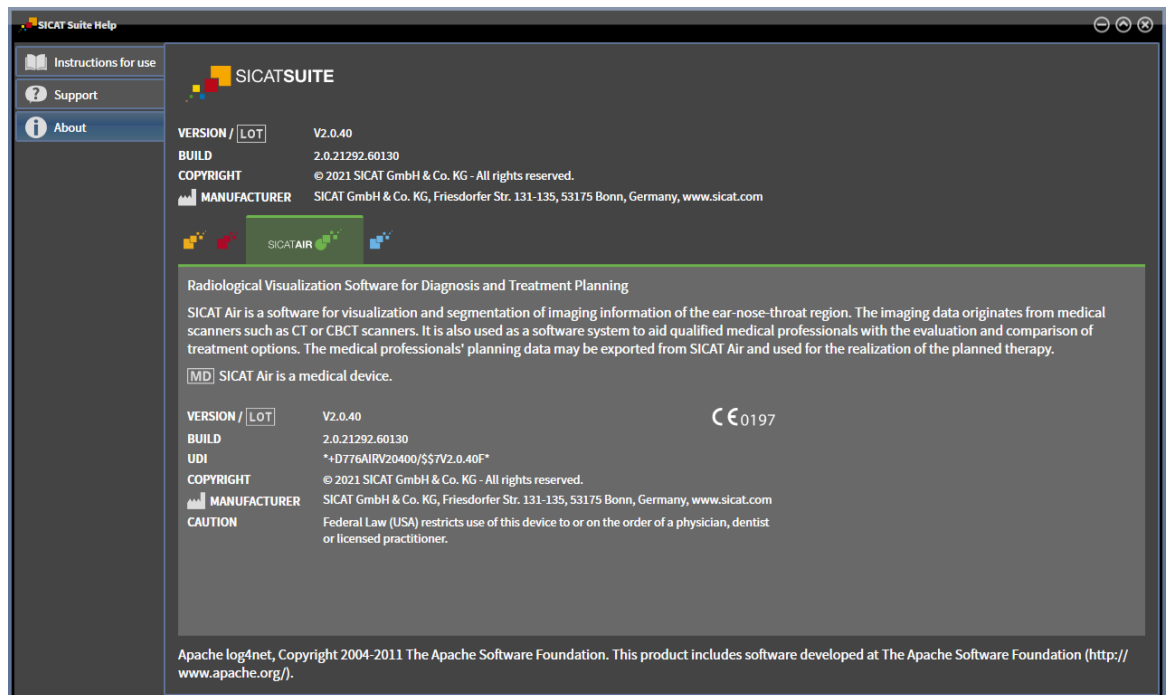 SICAT Suite Help
Instructions for use
Support
About
SICATSUITE
VERSION / LOT V2.0.40
BUILD 2.0.21292.60130
COPYRIGHT © 2021 SICAT GmbH & Co. KG - All rights reserved.
MANUFACTURER SICAT GmbH & Co. KG, Friesdorfer Str. 131-135, 53175 Bonn, Germany, www.sicat.com
SICATAIR
Radiological Visualization Software for Diagnosis and Treatment Planning
SICAT Air is a software for visualization and segmentation of imaging information of the ear-nose-throat region. The imaging data originates from medical
scanners such as CT or CBCT scanners. It is also used as a software system to aid qualified medical professionals with the evaluation and comparison of
treatment options. The medical professionals' planning data may be exported from SICAT Air and used for the realization of the planned therapy.
MD SICAT Air is a medical device.
VERSION / LOT V2.0.40 CE0197
BUILD 2.0.21292.60130
UDI *+D776AIRV20400/$$7V2.0.40F*
COPYRIGHT © 2021 SICAT GmbH & Co. KG - All rights reserved.
MANUFACTURER SICAT GmbH & Co. KG, Friesdorfer Str. 131-135, 53175 Bonn, Germany, www.sicat.com
CAUTION Federal Law (USA) restricts use of this device to or on the order of a physician, dentist
or licensed practitioner.
Apache log4net, Copyright 2004-2011 The Apache Software Foundation. This product includes software developed at The Apache Software Foundation (http://
www.apache.org/).